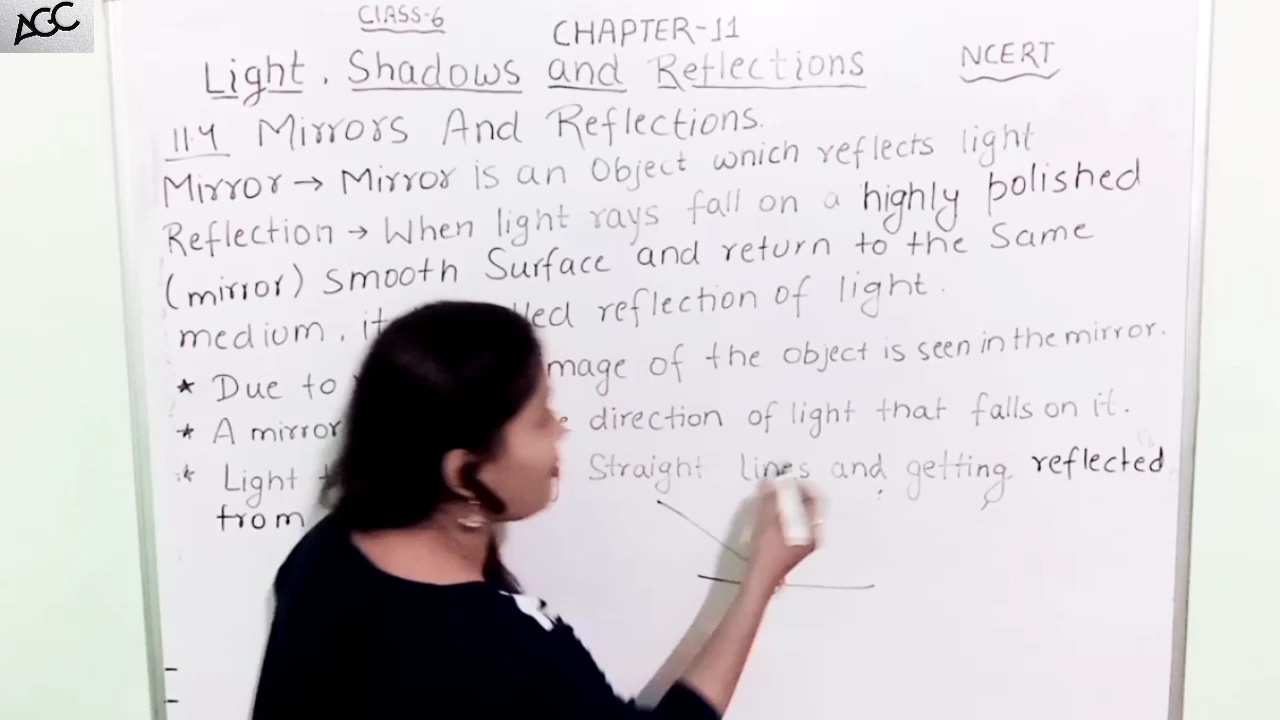 AGC
CLASS-6
CHAPTER-11
NCERT
Light, Shadows and Reflections
11.4 Mirrors And Reflections.
Mirror → Mirror is an Object which reflects light
Reflection → When light rays fall on a highly polished
(mirror) Smooth Surface and return to the Same
medium, it reflection of light.
* Due to of the object is seen in the mirror.
* A mirror direction of light that falls on it.
* Light Straight lines and getting reflected
from